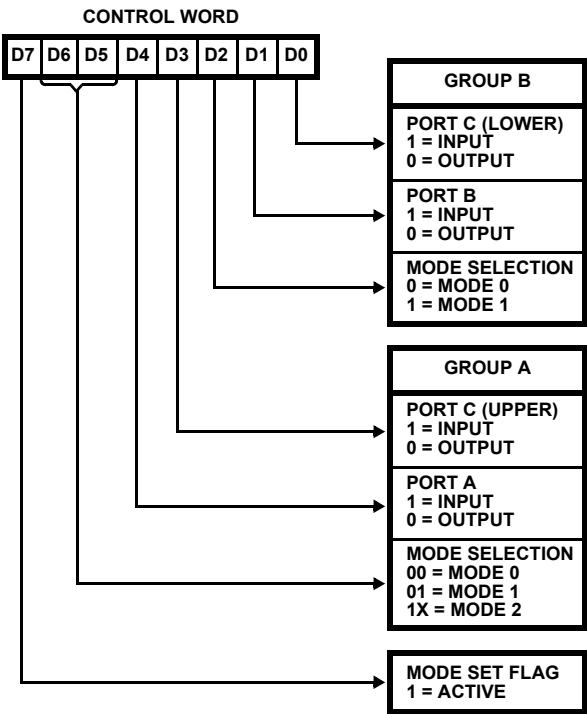 CONTROL WORD
D7 D6 D5 D4 D3 D2 D1 D0
GROUP B
PORT C (LOWER)
1 = INPUT
0 = OUTPUT
PORT B
1 = INPUT
0 = OUTPUT
MODE SELECTION
0 = MODE 0
1 = MODE 1
GROUP A
PORT C (UPPER)
1 = INPUT
0 = OUTPUT
PORT A
1 = INPUT
0 = OUTPUT
MODE SELECTION
00 = MODE 0
01 = MODE 1
1X = MODE 2
MODE SET FLAG
1 = ACTIVE